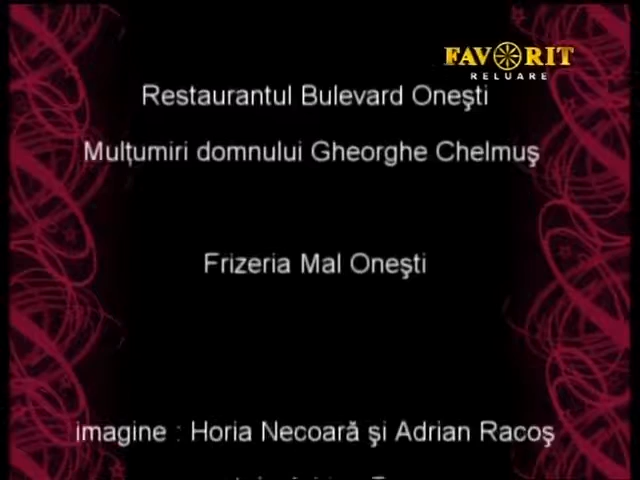 FAVORIT
RELUARE
Restaurantul Bulevard Oneşti
Mulţumiri domnului Gheorghe Chelmuş
Frizeria Mal Oneşti
imagine : Horia Necoară şi Adrian Racoş